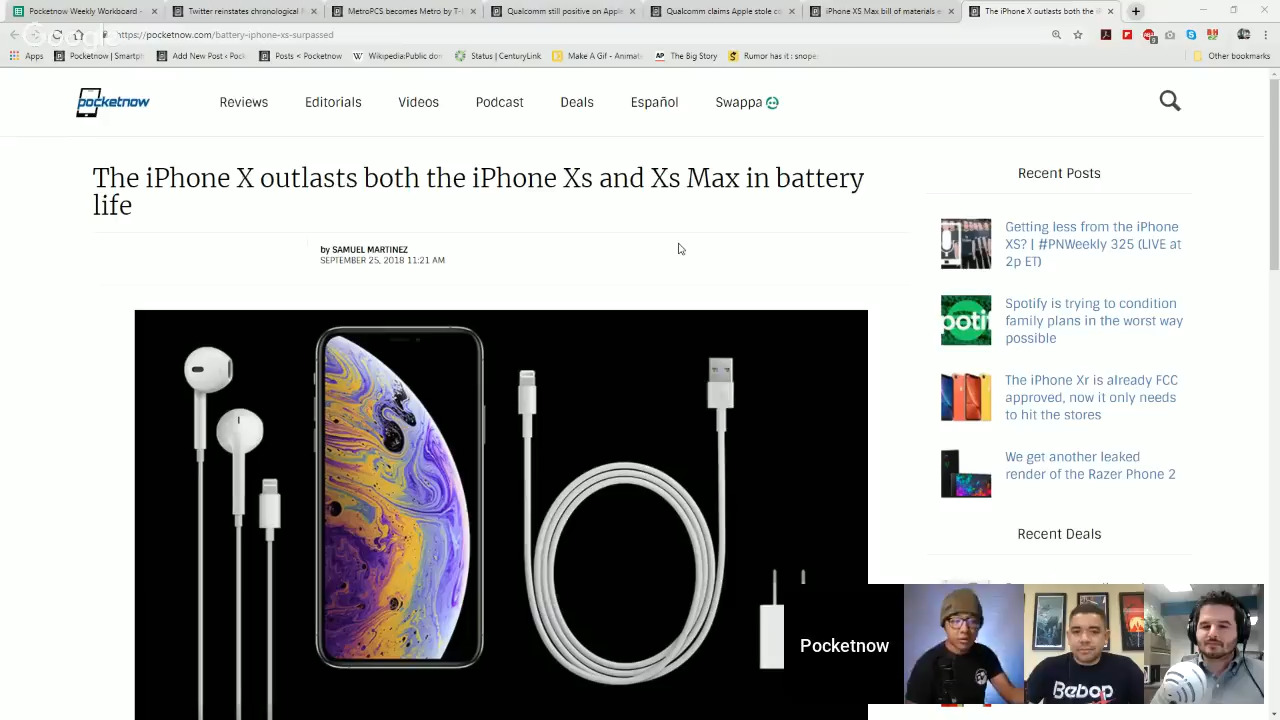 Pocketnow Weekly Workboard
Twitter reinstates chronological
MetroPCS becomes Metro by T-
Qualcomm still positive on Apple
Qualcomm claims Apple stole c
iPhone XS Max bill of materials
The iPhone X outlasts both the iP
https://pocketnow.com/battery-iphone-xs-surpassed
Apps
Pocketnow | Smartph
Add New Post ‹ Pock
Posts ‹ Pocketnow
Wikipedia:Public dom
Status | CenturyLink
Make A Gif - Animate
AP
The Big Story
Rumor has it : snope
Other bookmarks
pocketnow
Reviews
Editorials
Videos
Podcast
Deals
Español
Swappa
The iPhone X outlasts both the iPhone Xs and Xs Max in battery
life
by SAMUEL MARTINEZ
SEPTEMBER 25, 2018 11:21 AM
Recent Posts
Getting less from the iPhone
XS? | #PNWeekly 325 (LIVE at
2p ET)
Spotify is trying to condition
family plans in the worst way
possible
The iPhone Xr is already FCC
approved, now it only needs
to hit the stores
We get another leaked
render of the Razer Phone 2
Recent Deals
Pocketnow
Bebop